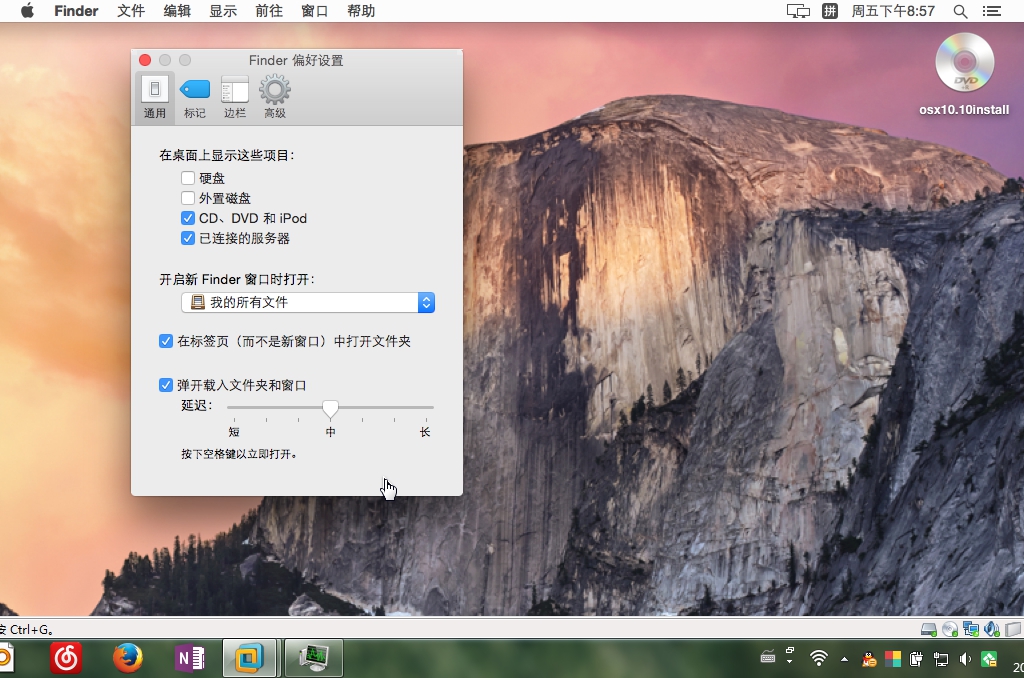 Finder 文件 编辑 显示 前往 窗口 帮助 拼 周五下午8:57
Finder 偏好设置
通用 标记 边栏 高级
DVD
osx10.10install
在桌面上显示这些项目：
硬盘
外置磁盘
CD、DVD 和 iPod
已连接的服务器
开启新 Finder 窗口时打开：
我的所有文件
在标签页（而不是新窗口）中打开文件夹
弹开载入文件夹和窗口
延迟：
短 中 长
按下空格键以立即打开。
按 Ctrl+G。
N
20